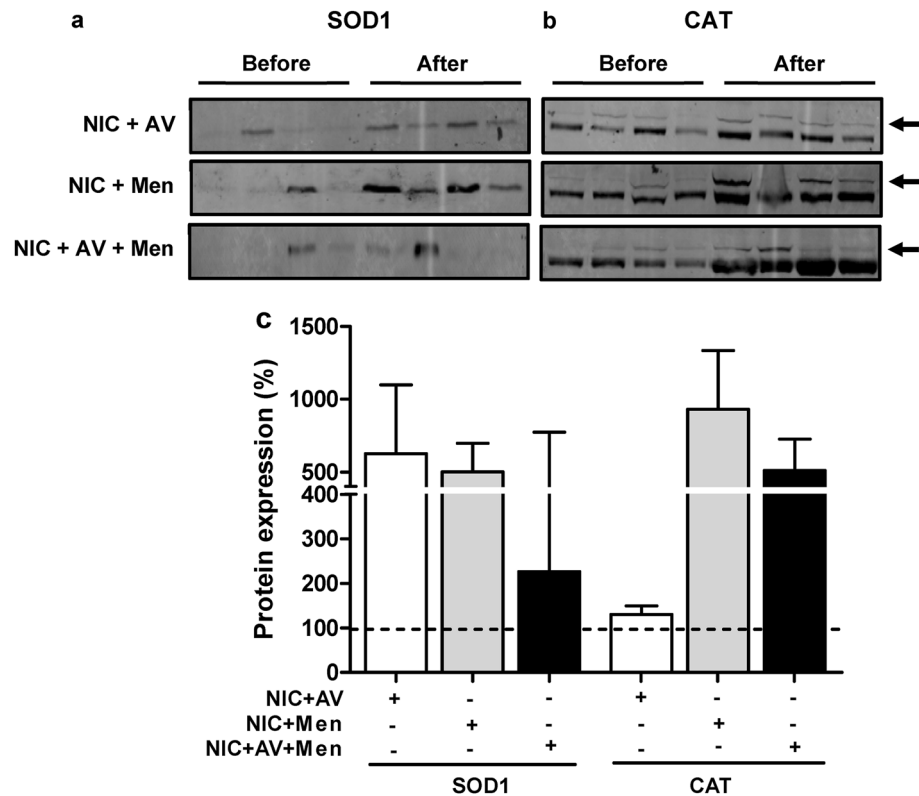 a SOD1 b CAT
Before After Before After
NIC + AV
NIC + Men
NIC + AV + Men
c
Protein expression (%)
1500
1000
500
400
300
200
100
0
NIC+AV + - - + - -
NIC+Men - + - - + -
NIC+AV+Men - - + - - +
SOD1 CAT